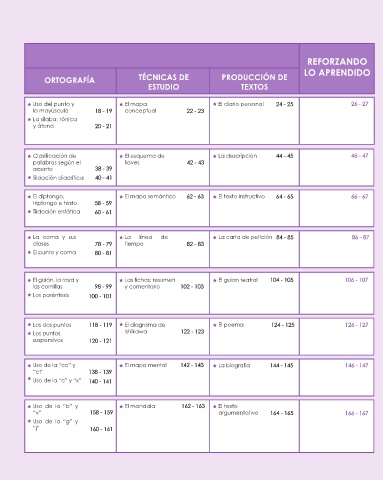 REFORZANDO
LO APRENDIDO
ORTOGRAFÍA
TÉCNICAS DE
ESTUDIO
PRODUCCIÓN DE
TEXTOS
Uso del punto y
la mayúscula 18 - 19
La sílaba: tónica
y átona 20 - 21
El mapa
conceptual 22 - 23
El diario personal 24 - 25
26 - 27
Clasificación de
palabras según el
acento 38 - 39
Tildación diacrítica 40 - 41
El esquema de
llaves 42 - 43
La descripción 44 - 45
46 - 47
El diptongo,
triptongo e hiato 58 - 59
Tildación enfática 60 - 61
El mapa semántico 62 - 63
El texto instructivo 64 - 65
66 - 67
La coma y sus
clases 78 - 79
El punto y coma 80 - 81
La línea de
tiempo 82 - 83
La carta de petición 84 - 85
86 - 87
El guión, la raya y
las comillas 98 - 99
Los paréntesis 100 - 101
Las fichas: resumen
y comentario 102 - 103
El guion teatral 104 - 105
106 - 107
Los dos puntos 118 - 119
Los puntos
suspensivos 120 - 121
El diagrama de
Ishikawa 122 - 123
El poema 124 - 125
126 - 127
Uso de la "cc" y
"c" 138 - 139
Uso de la "c" y "x" 140 - 141
El mapa mental 142 - 143
La biografía 144 - 145
146 - 147
Uso de la "b" y
"v" 158 - 159
Uso de la "g" y
"j" 160 - 161
El mandala 162 - 163
El texto
argumentativo 164 - 165
166 - 167